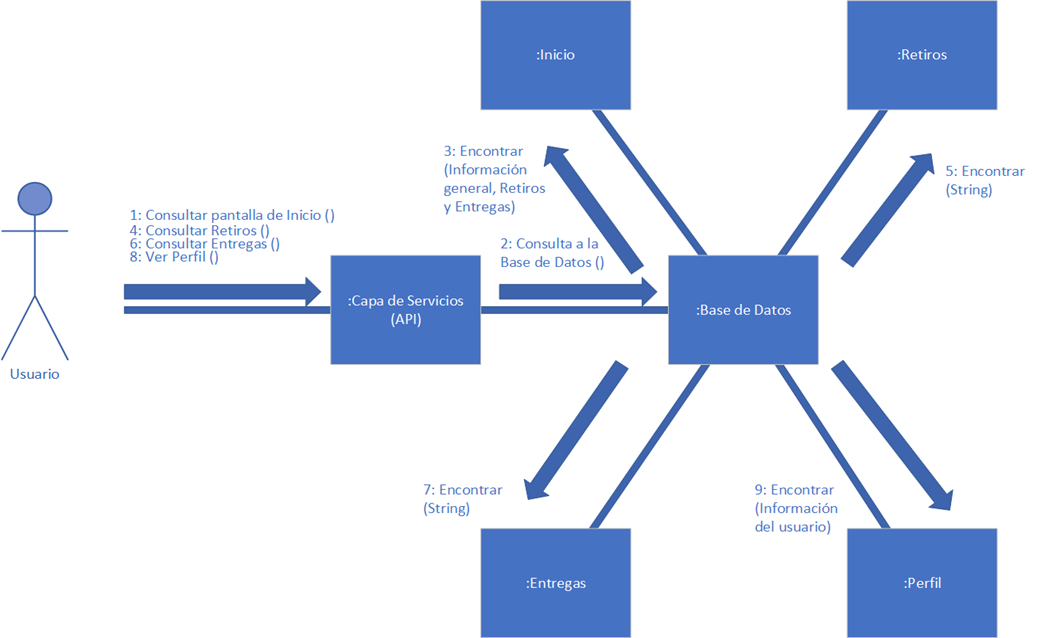 :Inicio
:Retiros
3: Encontrar
(Información
general, Retiros
y Entregas)
5: Encontrar
(String)
1: Consultar pantalla de Inicio ()
4: Consultar Retiros ()
6: Consultar Entregas ()
8: Ver Perfil ()
2: Consulta a la
Base de Datos ()
:Capa de Servicios
(API)
:Base de Datos
Usuario
7: Encontrar
(String)
9: Encontrar
(Información
del usuario)
:Entregas
:Perfil